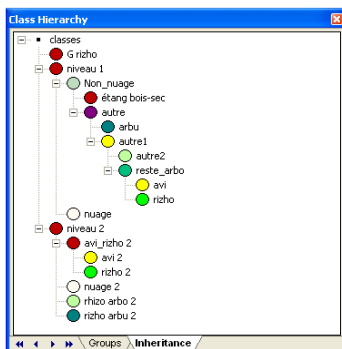 Class Hierarchy
classes
G rizho
niveau 1
Non_nuage
étang bois-sec
autre
arbu
autre1
autre2
reste_arbo
avi
rizho
nuage
niveau 2
avi_rizho 2
avi 2
rizho 2
nuage 2
rhizo arbo 2
rizho arbu 2
Groups Inheritance